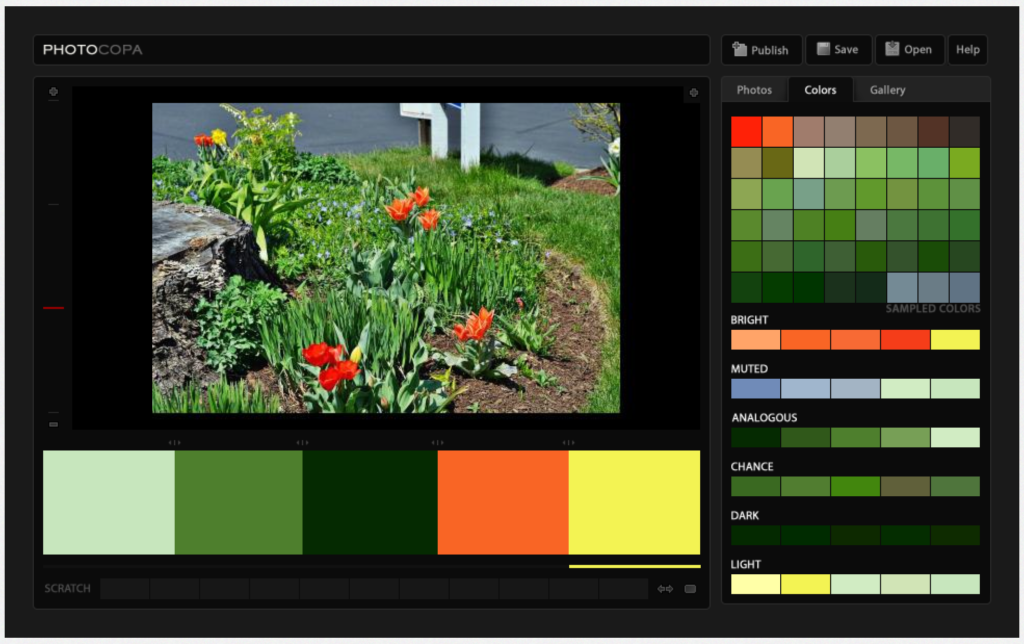 PHOTOCOPA
Publish
Save
Open
Help
Photos
Colors
Gallery
SAMPLED COLORS
BRIGHT
MUTED
ANALOGOUS
CHANCE
DARK
LIGHT
SCRATCH